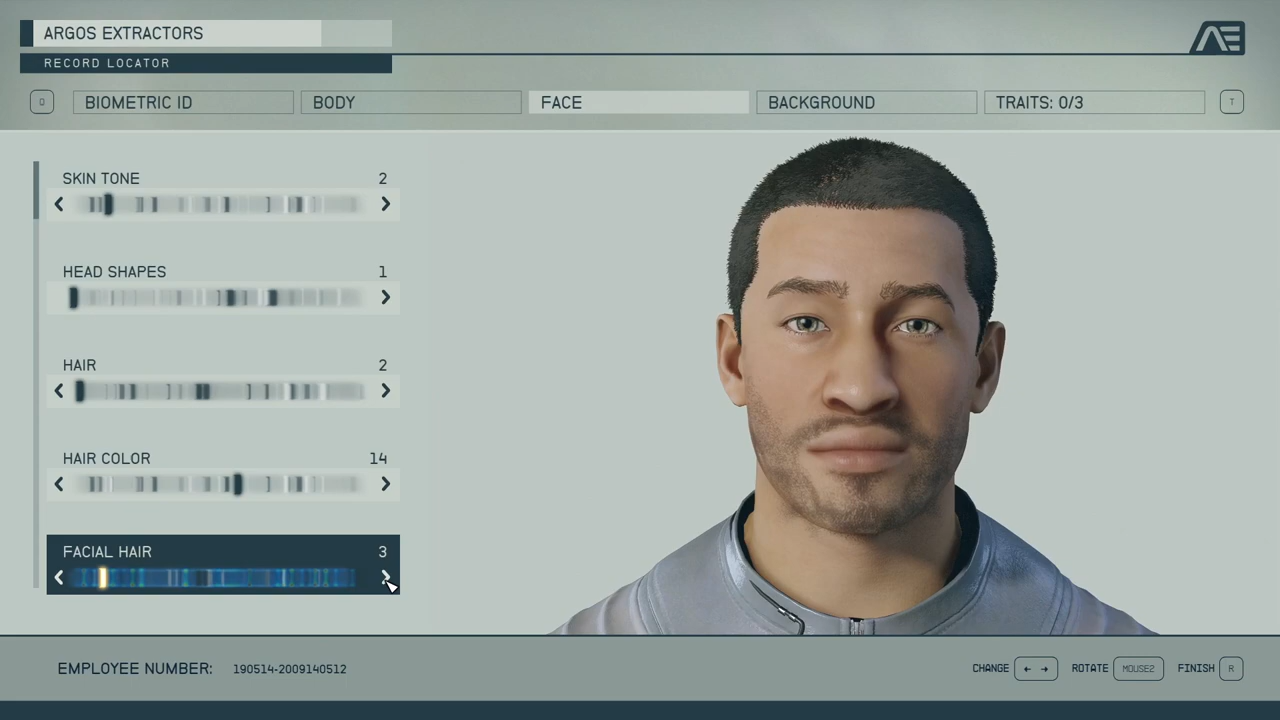 ARGOS EXTRACTORS
RECORD LOCATOR
AE
Q BIOMETRIC ID BODY FACE BACKGROUND TRAITS: 0/3 T
SKIN TONE 2
HEAD SHAPES 1
HAIR 2
HAIR COLOR 14
FACIAL HAIR 3
EMPLOYEE NUMBER: 190514-2009140512
CHANGE ← → ROTATE MOUSE2 FINISH R